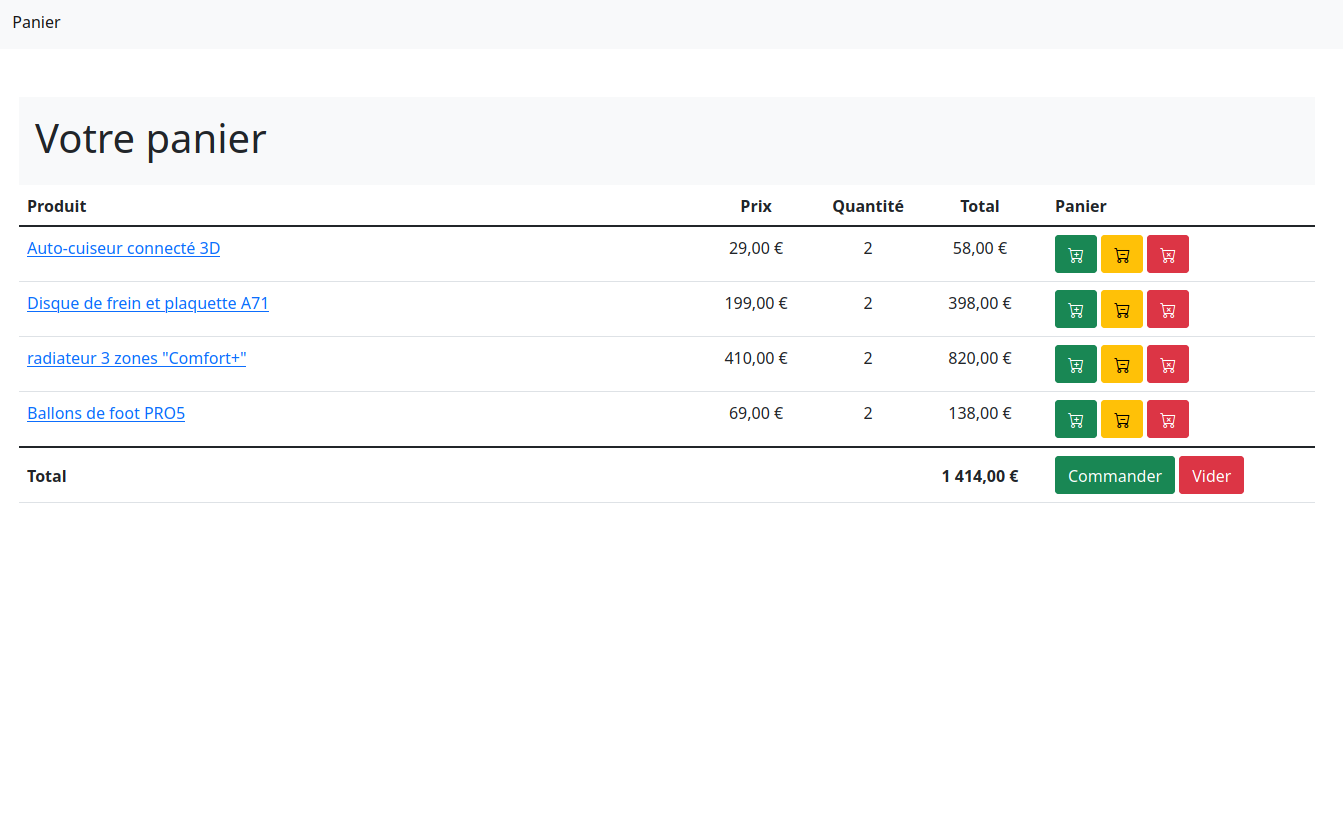 Panier
Votre panier
Produit Prix Quantité Total Panier
Auto-cuiseur connecté 3D 29,00 € 2 58,00 €
Disque de frein et plaquette A71 199,00 € 2 398,00 €
radiateur 3 zones "Comfort+" 410,00 € 2 820,00 €
Ballons de foot PRO5 69,00 € 2 138,00 €
Total 1 414,00 € Commander Vider